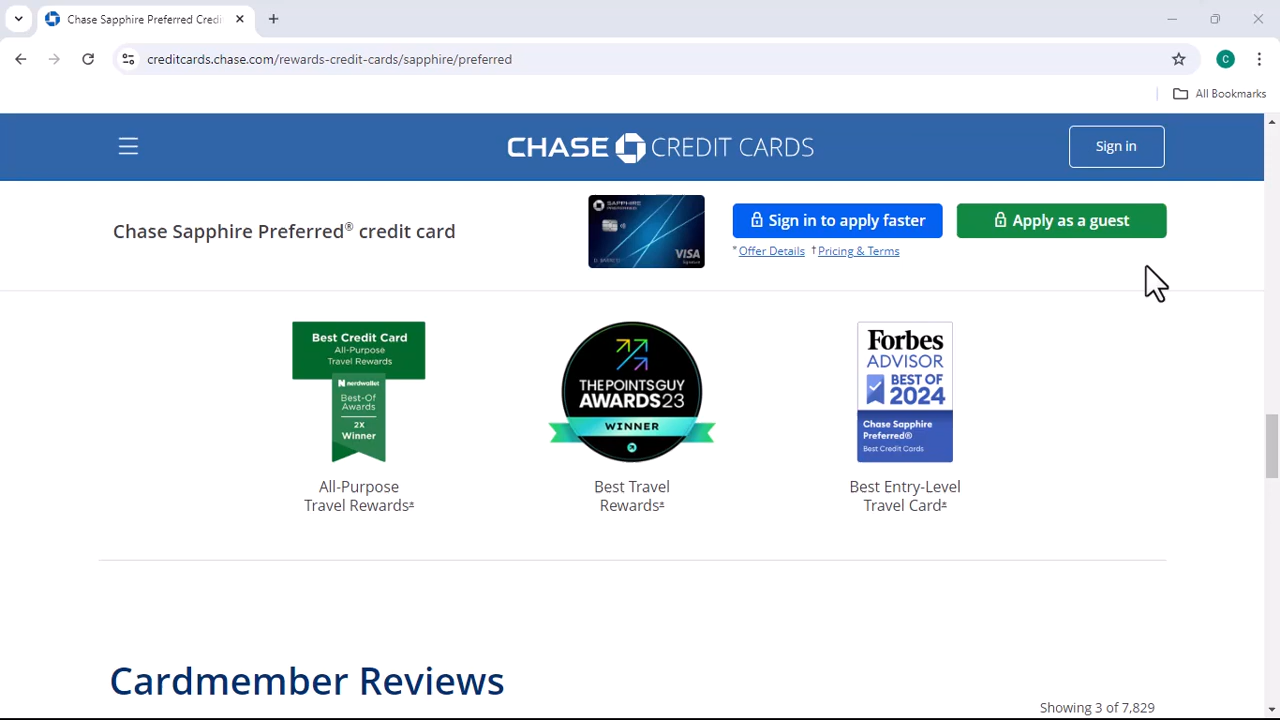 Chase Sapphire Preferred Credi
creditcards.chase.com/rewards-credit-cards/sapphire/preferred
C
All Bookmarks
CHASE CREDIT CARDS
Sign in
Chase Sapphire Preferred® credit card
SAPPHIRE
PREFERRED
VISA
Signature
Sign in to apply faster
Apply as a guest
*Offer Details †Pricing & Terms
Best Credit Card
All-Purpose
Travel Rewards
nerdwallet
Best-Of
Awards
2X
Winner
THE POINTS GUY
AWARDS23
WINNER
Forbes
ADVISOR
BEST OF
2024
Chase Sapphire
Preferred®
Best Credit Cards
All-Purpose
Travel Rewards*
Best Travel
Rewards*
Best Entry-Level
Travel Card*
Cardmember Reviews
Showing 3 of 7,829